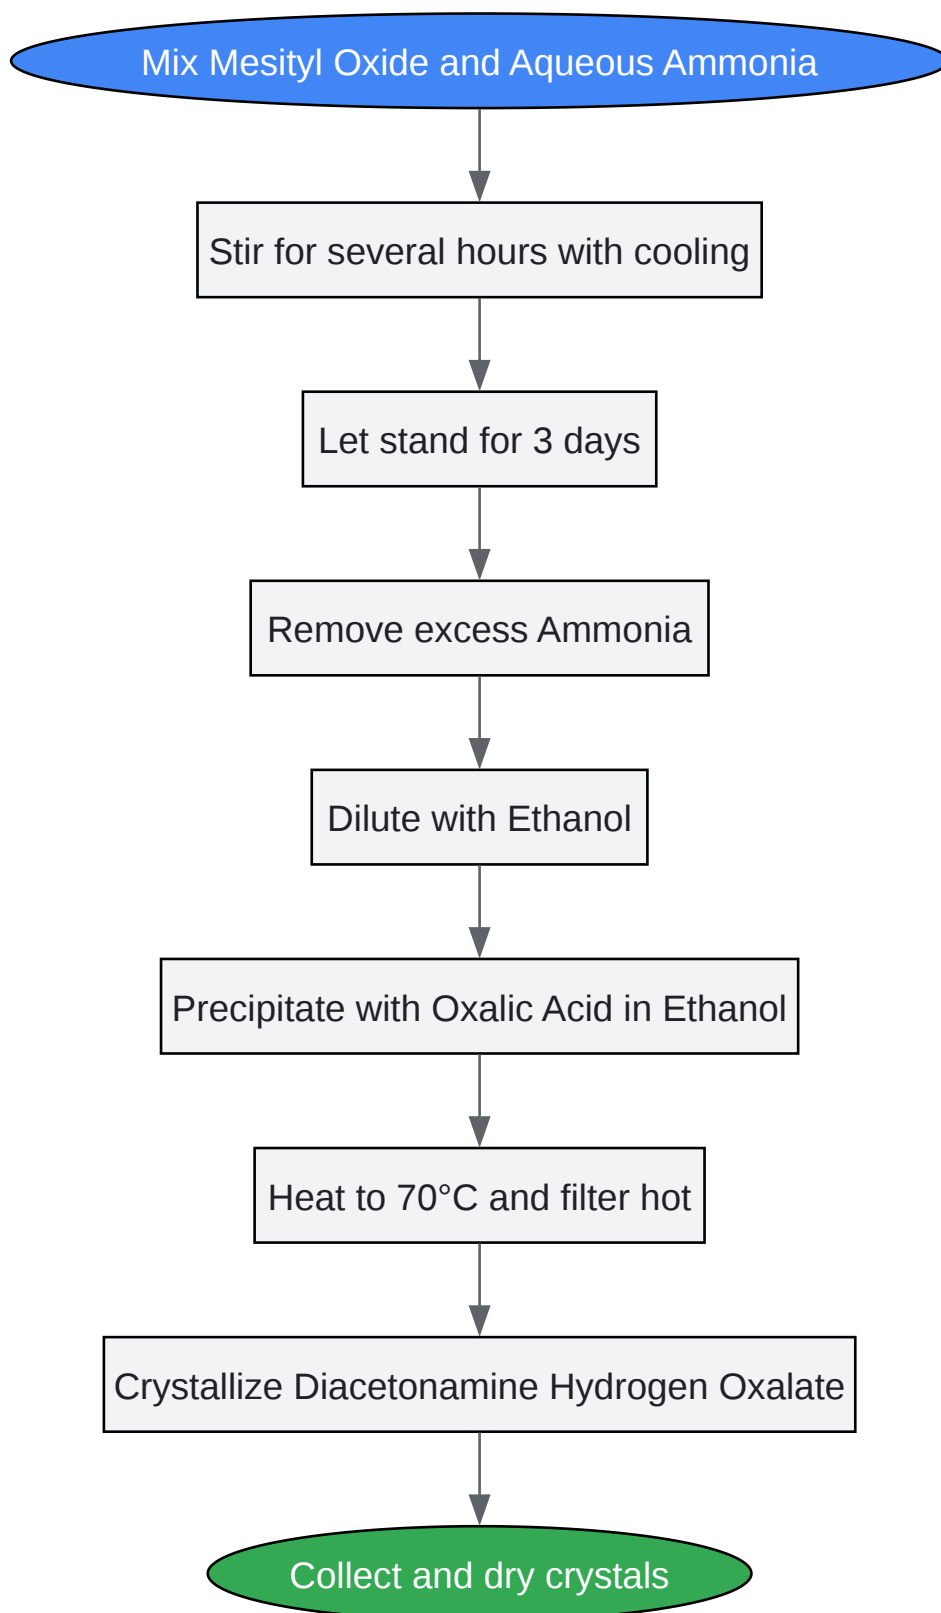 Mix Mesityl Oxide and Aqueous Ammonia
Stir for several hours with cooling
Let stand for 3 days
Remove excess Ammonia
Dilute with Ethanol
Precipitate with Oxalic Acid in Ethanol
Heat to 70°C and filter hot
Crystallize Diacetonamine Hydrogen Oxalate
Collect and dry crystals